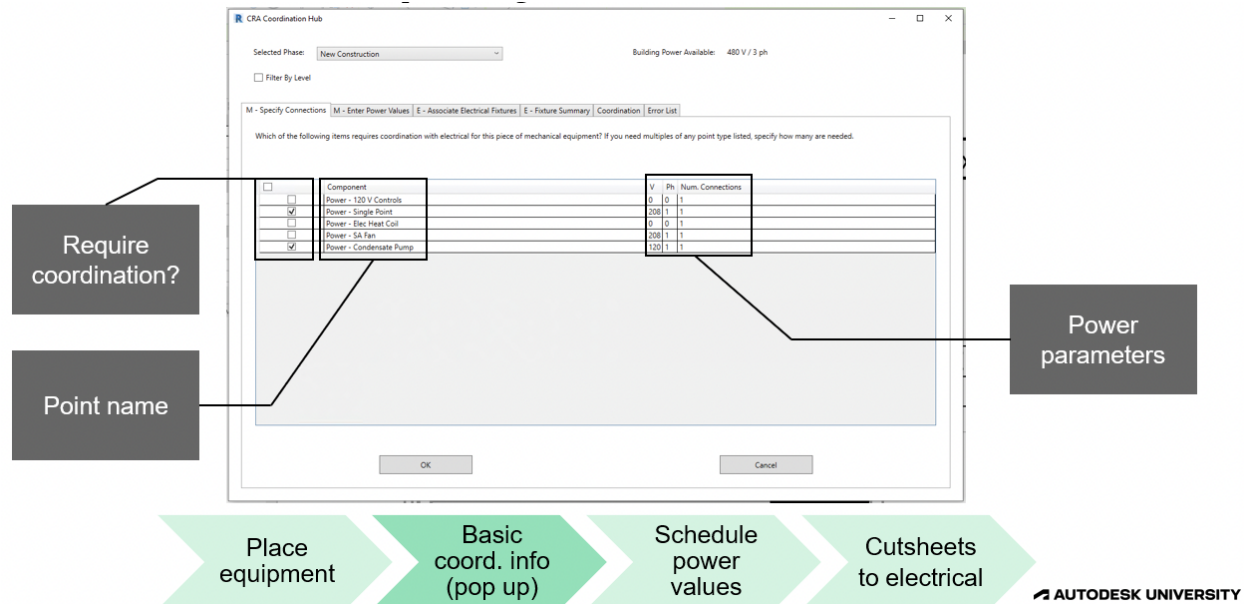 CRA Coordination Hub
Selected Phase: New Construction
Building Power Available: 480 V / 3 ph
Filter By Level
M - Specify Connections M - Enter Power Values E - Associate Electrical Fixtures E - Fixture Summary Coordination Error List
Which of the following items requires coordination with electrical for this piece of mechanical equipment? If you need multiples of any point type listed, specify how many are needed.
Component V Ph Num. Connections
Power - 120 V Controls 0 0 1
Power - Single Point 208 1 1
Power - Elec Heat Coil 0 0 1
Power - SA Fan 208 1 1
Power - Condensate Pump 120 1 1
Require
coordination?
Point name
Power
parameters
OK Cancel
Place
equipment
Basic
coord. info
(pop up)
Schedule
power
values
Cutsheets
to electrical
AUTODESK UNIVERSITY